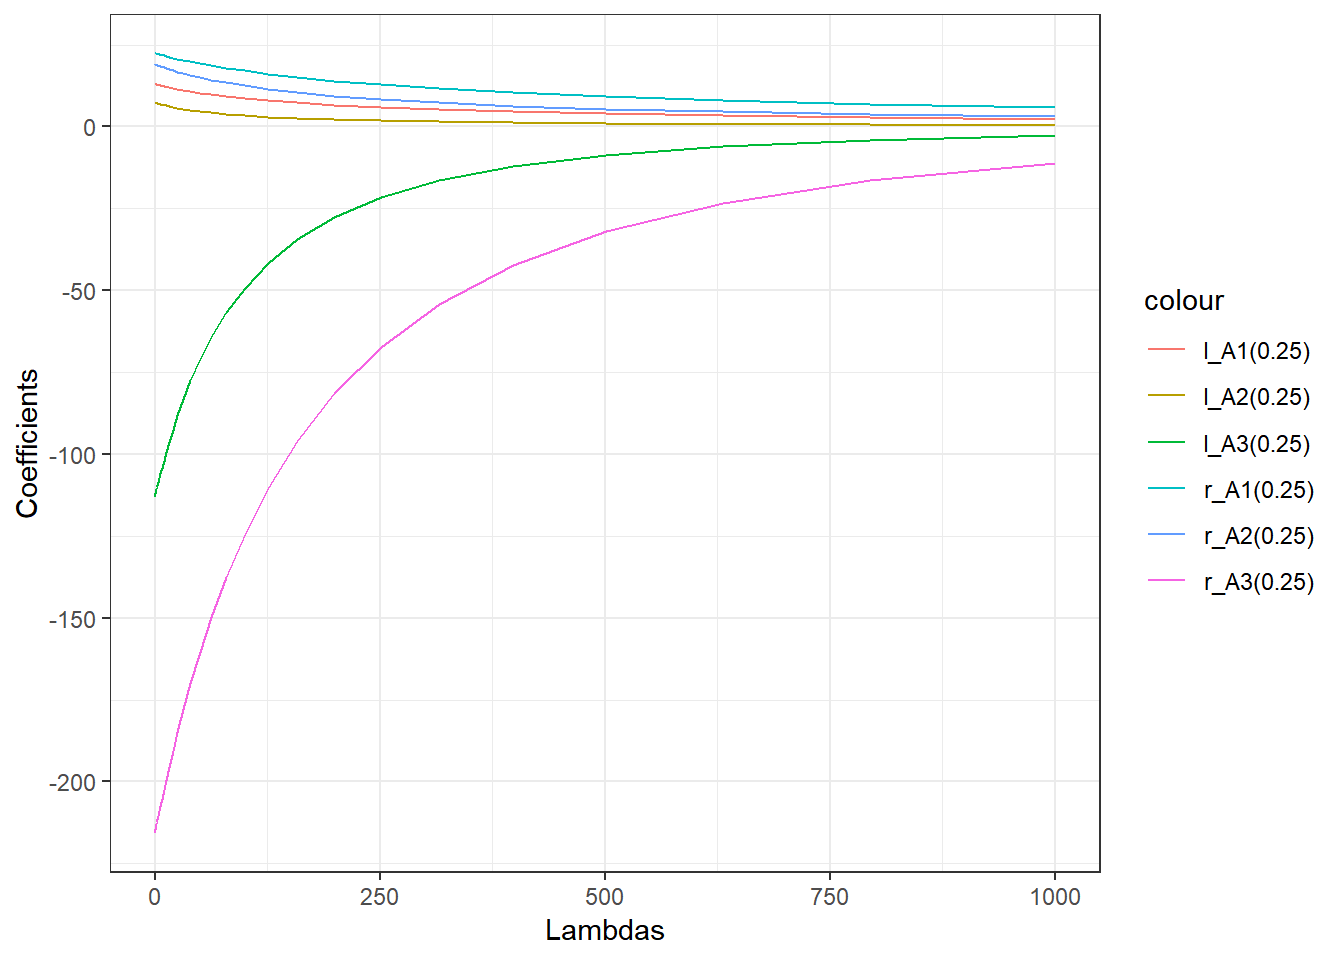 0
-50
-100
-150
-200
Coefficients
0 250 500 750 1000
Lambdas
colour
l_A1(0.25)
l_A2(0.25)
l_A3(0.25)
r_A1(0.25)
r_A2(0.25)
r_A3(0.25)